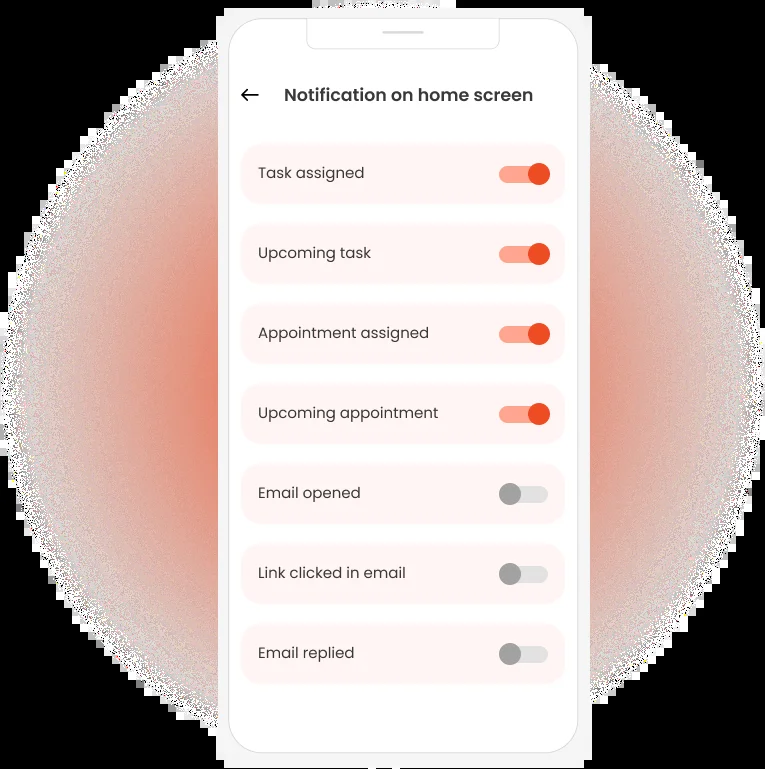 Notification on home screen
Task assigned
Upcoming task
Appointment assigned
Upcoming appointment
Email opened
Link clicked in email
Email replied